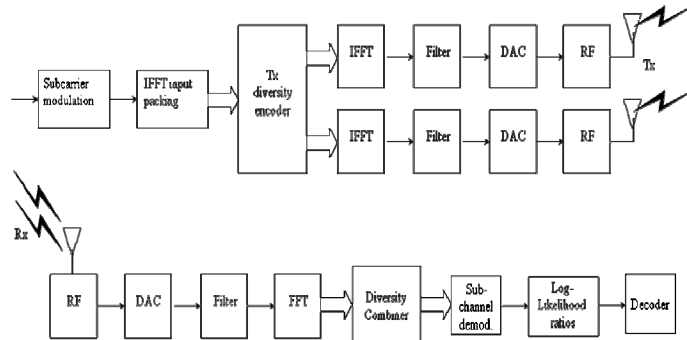 Subcarrier
modulation
IFFT input
packing
Tx
diversity
encoder
IFFT
Filter
DAC
RF
Tx
IFFT
Filter
DAC
RF
Rx
RF
DAC
Filter
FFT
Diversity
Combiner
Sub-
channel
demod.
Log-
Likelihood
ratios
Decoder